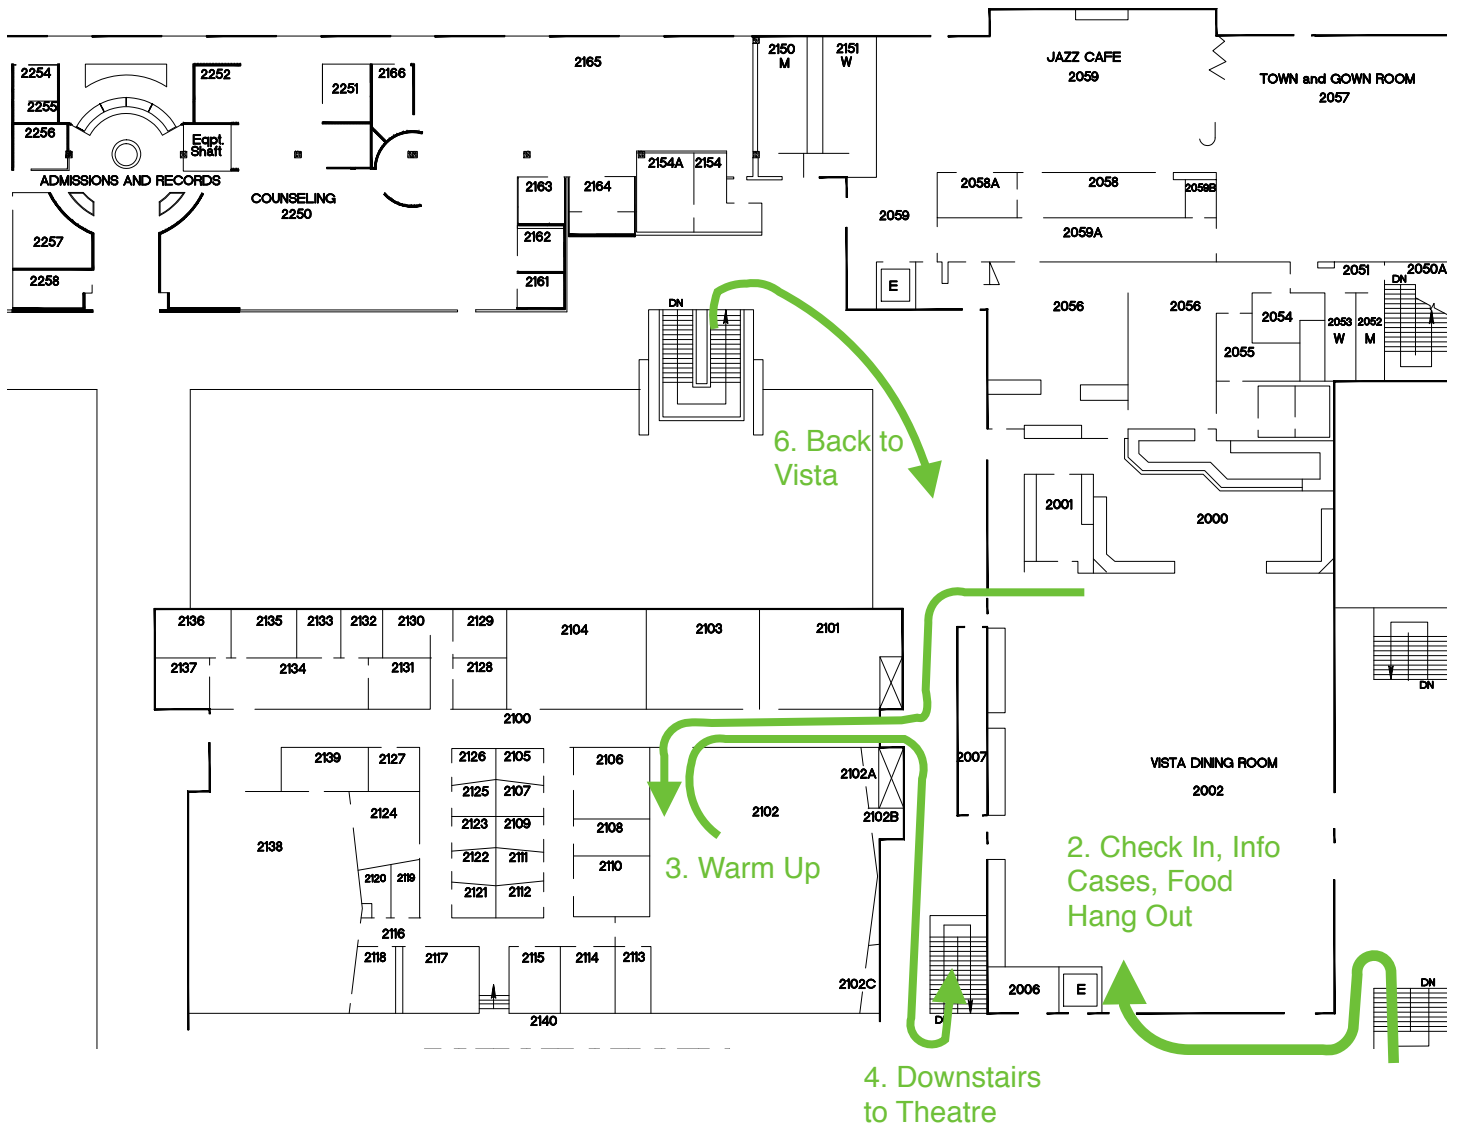 2254
2255
2256
2252
Eqpt.
Shaft
ADMISSIONS AND RECORDS
2257
2258
COUNSELING
2250
2251
2166
2165
2163
2162
2161
2164
2154A
2154
2150
M
2151
W
JAZZ CAFE
2059
TOWN and GOWN ROOM
2057
2058A
2058
2059B
2059
2059A
E
2056
2056
2054
2055
2051
2050A
DN
2053
W
2052
M
DN
6. Back to
Vista
2001
2000
2136
2135
2133
2132
2130
2129
2104
2103
2101
2137
2134
2131
2128
2100
DN
2139
2127
2126
2105
2106
2102A
2007
VISTA DINING ROOM
2002
2125
2107
2124
2102
2102B
2123
2109
2108
2138
2122
2111
2110
3. Warm Up
2. Check In, Info
Cases, Food
Hang Out
2120
2119
2121
2112
2116
2118
2117
2115
2114
2113
2102C
2006
E
DN
2140
4. Downstairs
to Theatre